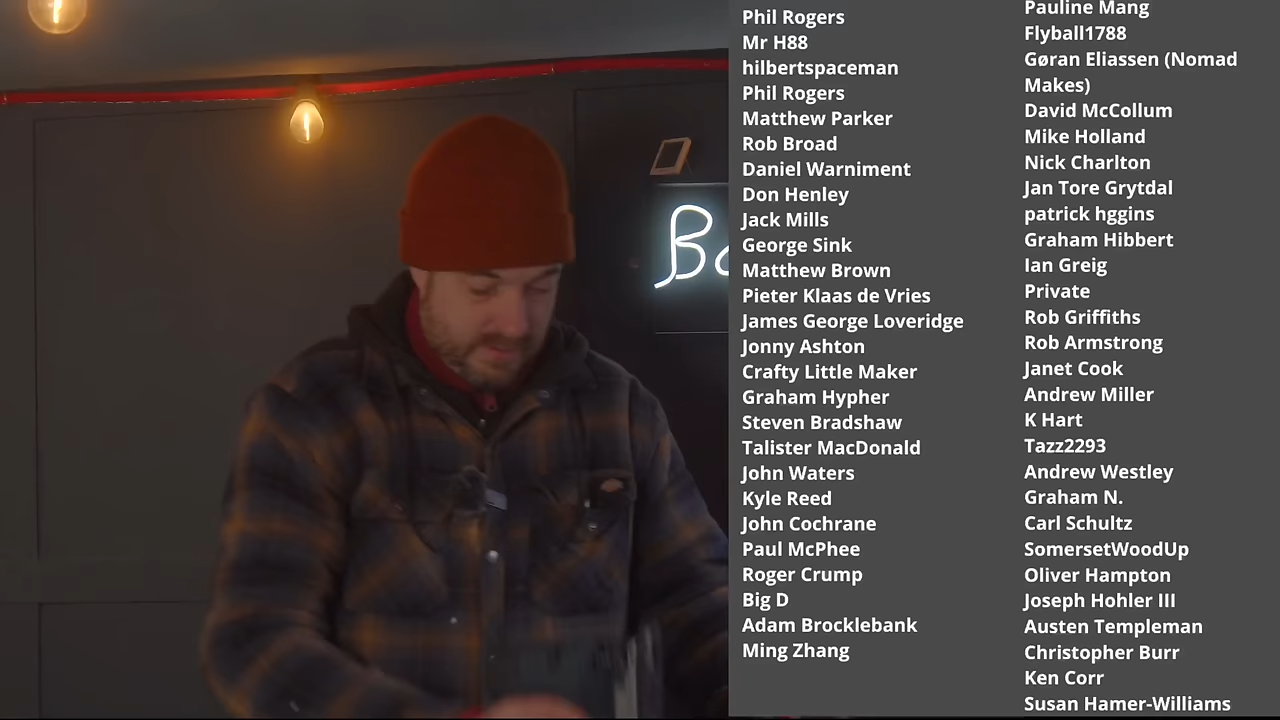 Ba
Phil Rogers
Mr H88
hilbertspaceman
Phil Rogers
Matthew Parker
Rob Broad
Daniel Warniment
Don Henley
Jack Mills
George Sink
Matthew Brown
Pieter Klaas de Vries
James George Loveridge
Jonny Ashton
Crafty Little Maker
Graham Hypher
Steven Bradshaw
Talister MacDonald
John Waters
Kyle Reed
John Cochrane
Paul McPhee
Roger Crump
Big D
Adam Brocklebank
Ming Zhang
Pauline Mang
Flyball1788
Gøran Eliassen (Nomad
Makes)
David McCollum
Mike Holland
Nick Charlton
Jan Tore Grytdal
patrick hggins
Graham Hibbert
Ian Greig
Private
Rob Griffiths
Rob Armstrong
Janet Cook
Andrew Miller
K Hart
Tazz2293
Andrew Westley
Graham N.
Carl Schultz
SomersetWoodUp
Oliver Hampton
Joseph Hohler III
Austen Templeman
Christopher Burr
Ken Corr
Susan Hamer-Williams